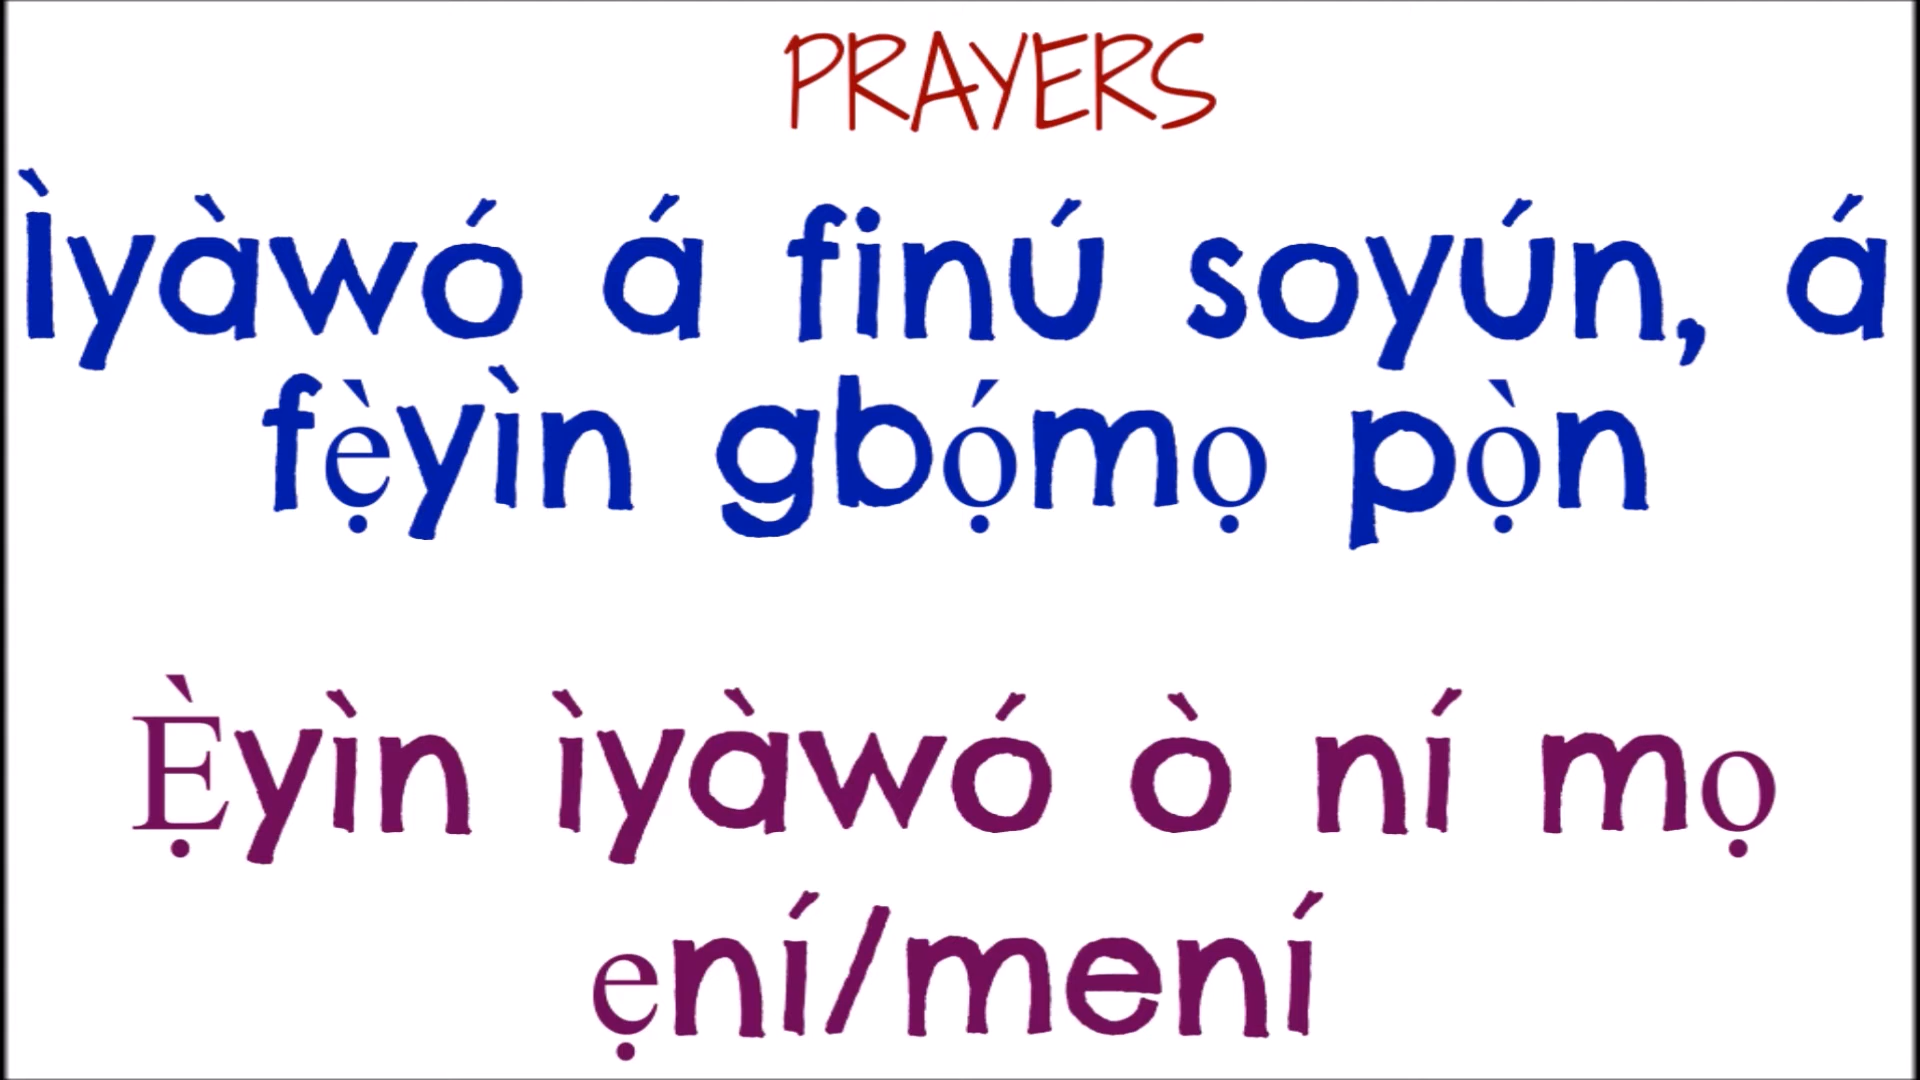 PRAYERS
Ìyàwó á finú soyún, á
fẹ̀yìn gbọ́mọ pọ̀n
Ẹ̀yìn ìyàwó ò ní mọ
ẹní/mení